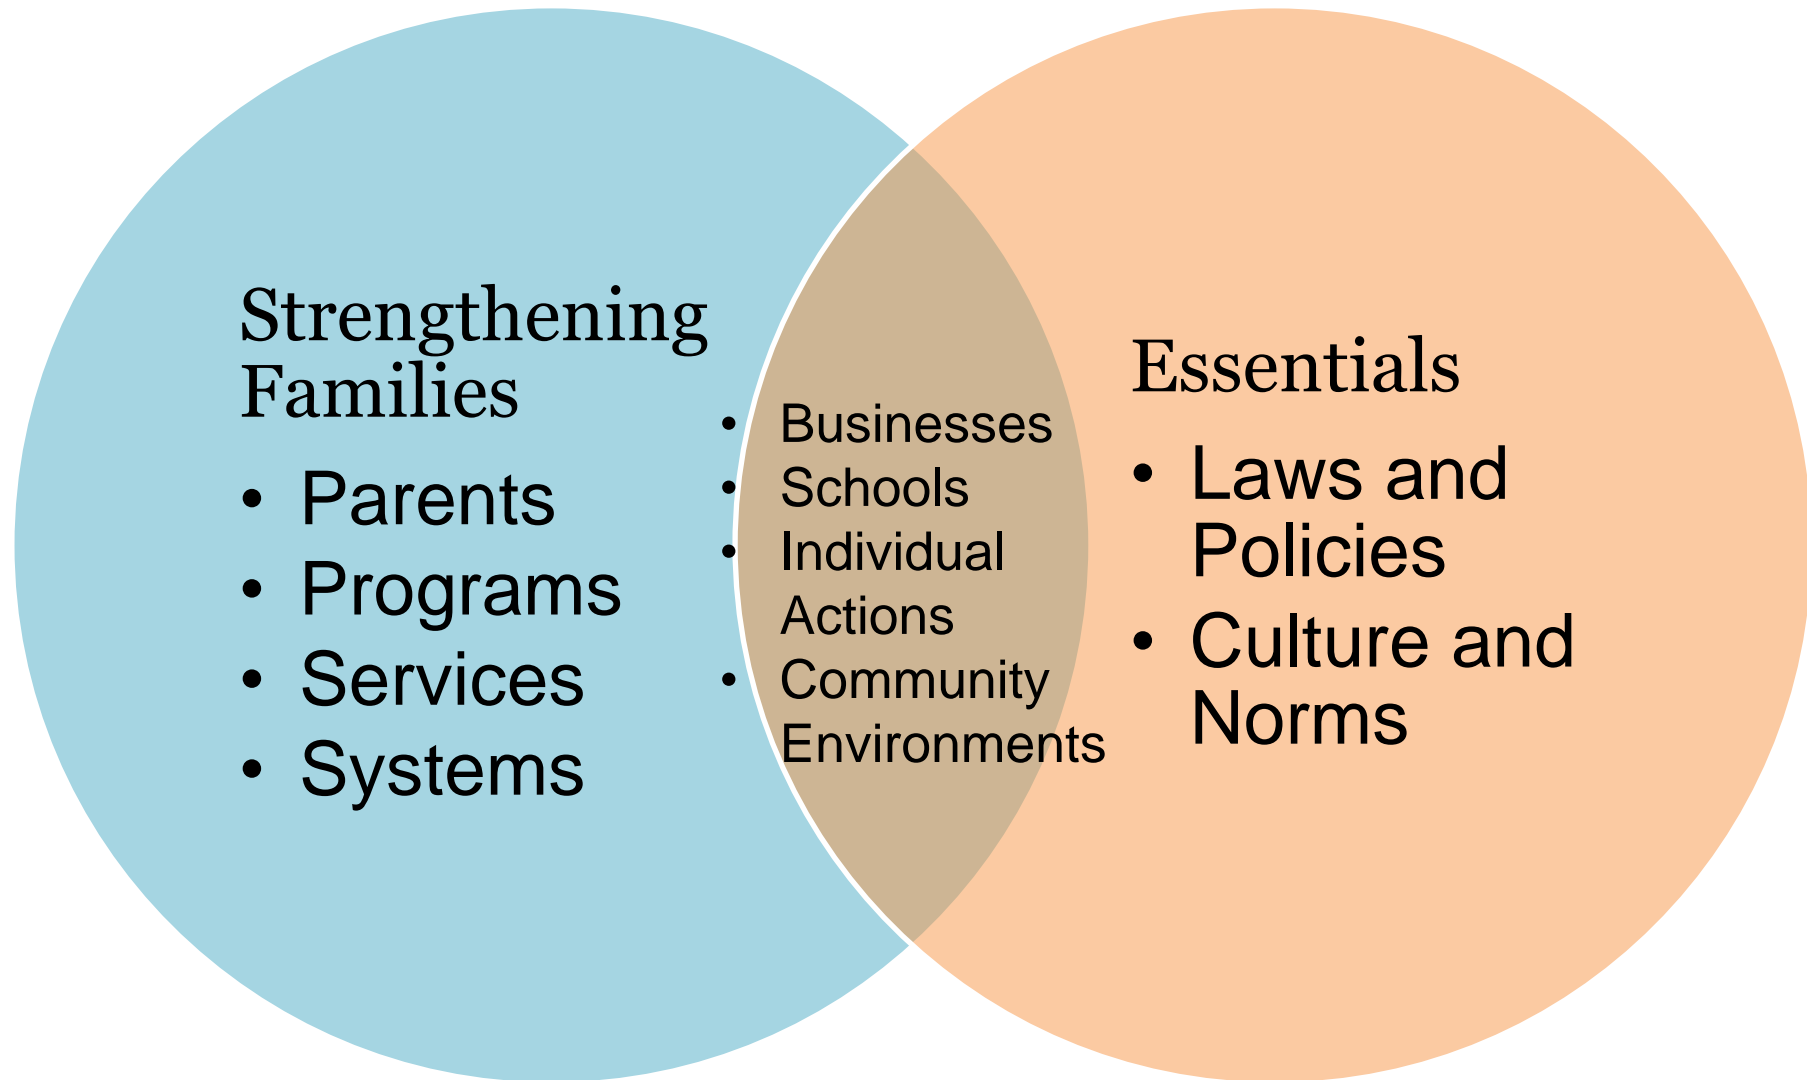 Strengthening
Families
• Parents
• Programs
• Services
• Systems
• Businesses
• Schools
• Individual
Actions
• Community
Environments
Essentials
• Laws and
Policies
• Culture and
Norms